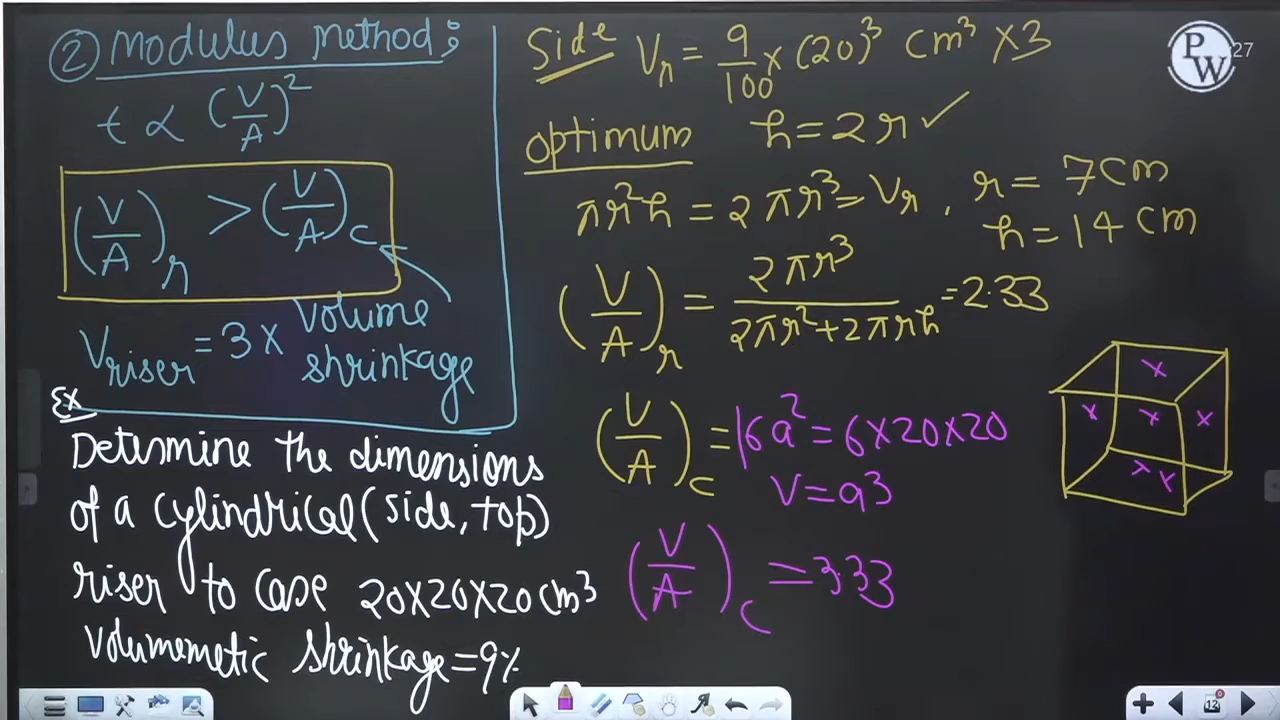 ② Modulus method:
t ∝ (V/A)²
(V/A)r > (V/A)c
Vriser = 3 × Volume shrinkage
Ex
Determine the dimensions
of a cylindrical (side, top)
riser to case 20×20×20 cm³
Volumemetic shrinkage = 9%
Side Vr = 9/100 × (20)³ cm³ ×3
optimum h = 2r ✓
πr²h = 2πr³ = Vr, r = 7cm
h = 14 cm
(V/A)r = 2πr³/2πr²+2πrh = 2.33
(V/A)c = 6a² = 6×20×20
V = a3
(V/A)c = 3.33
PW
27
12